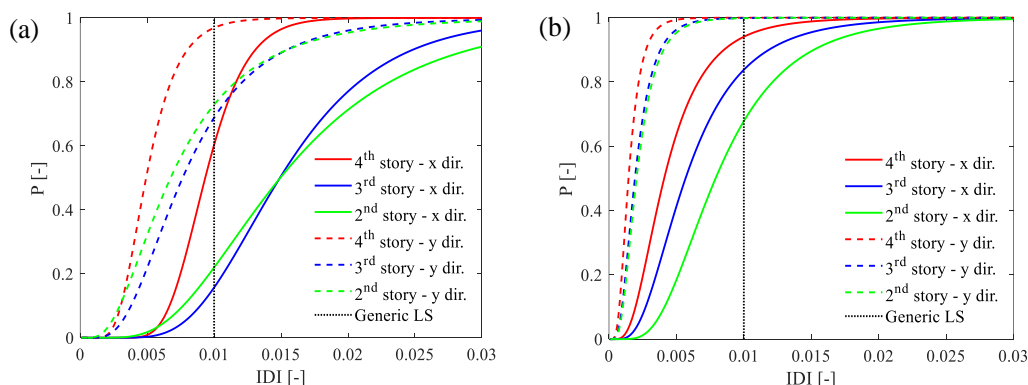 (a)
P [-]
1
0.8
0.6
0.4
0.2
0
4th story - x dir.
3rd story - x dir.
2nd story - x dir.
4th story - y dir.
3rd story - y dir.
2nd story - y dir.
Generic LS
0 0.005 0.01 0.015 0.02 0.025 0.03
IDI [-]
(b)
P [-]
1
0.8
0.6
0.4
0.2
0
4th story - x dir.
3rd story - x dir.
2nd story - x dir.
4th story - y dir.
3rd story - y dir.
2nd story - y dir.
Generic LS
0 0.005 0.01 0.015 0.02 0.025 0.03
IDI [-]